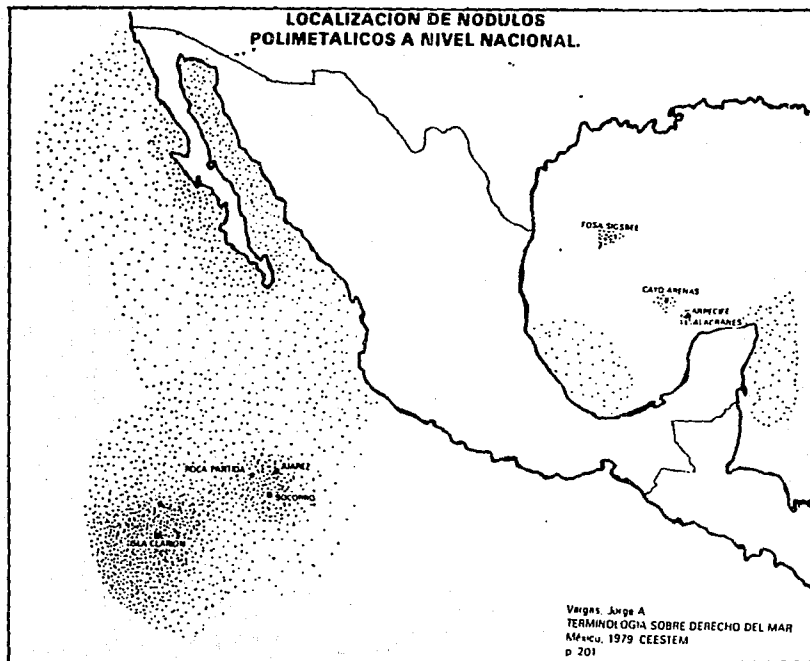 LOCALIZACION DE NODULOS
POLIMETALICOS A NIVEL NACIONAL.
FOSA SIGSBEE
CAYO ARENAS
ARRECIFE
ALACRANES
ROCA PARTIDA
JUAREZ
SOCORRO
ISLA CLARION
Vargas, Jorge A
TERMINOLOGIA SOBRE DERECHO DEL MAR
México, 1979 CEESTEM
p 201